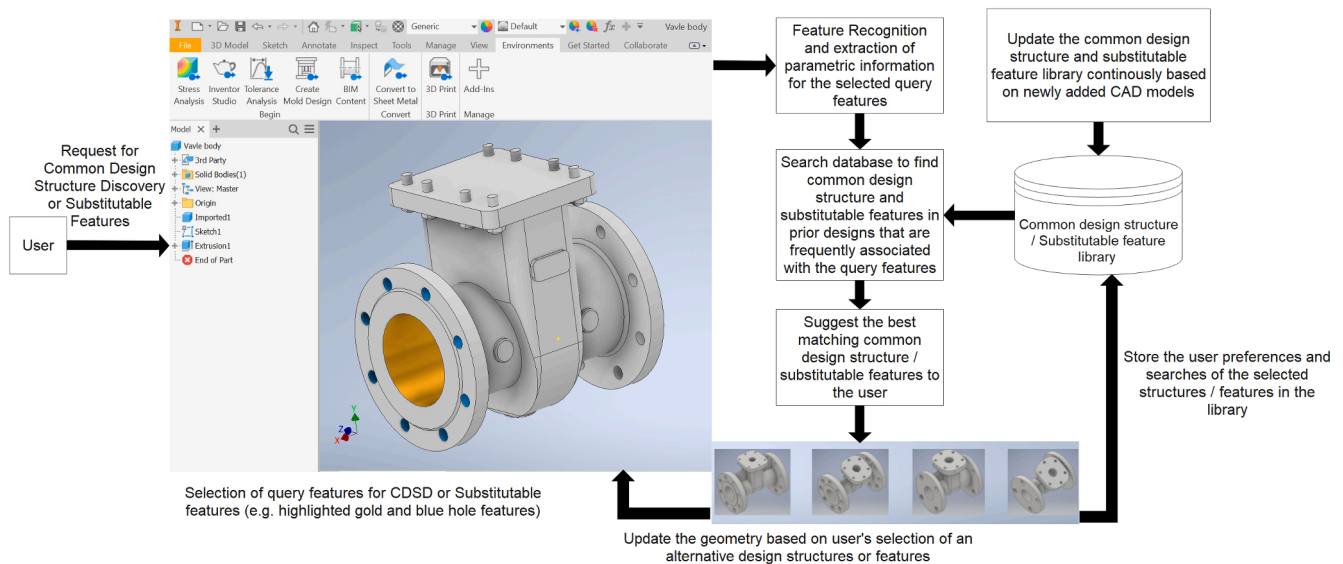 Generic
Default
Vavle body
File
3D Model
Sketch
Annotate
Inspect
Tools
Manage
View
Environments
Get Started
Collaborate
Stress
Analysis
Inventor
Studio
Tolerance
Analysis
Create
Mold Design
BIM
Content
Convert to
Sheet Metal
3D Print
Add-Ins
Begin
Convert
3D Print
Manage
Model
Vavle body
3rd Party
Solid Bodies(1)
View: Master
Origin
Imported1
Sketch1
Extrusion1
End of Part
Y
Z
X
Request for
Common Design
Structure Discovery
or Substitutable
Features
User
Selection of query features for CDSD or Substitutable
features (e.g. highlighted gold and blue hole features)
Feature Recognition
and extraction of
parametric information
for the selected query
features
Search database to find
common design
structure and
substitutable features in
prior designs that are
frequently associated
with the query features
Suggest the best
matching common
design structure /
substitutable features to
the user
Update the common design
structure and substitutable
feature library continously based
on newly added CAD models
Common design structure
/ Substitutable feature
library
Store the user preferences and
searches of the selected
structures / features in the
library
Update the geometry based on user's selection of an
alternative design structures or features